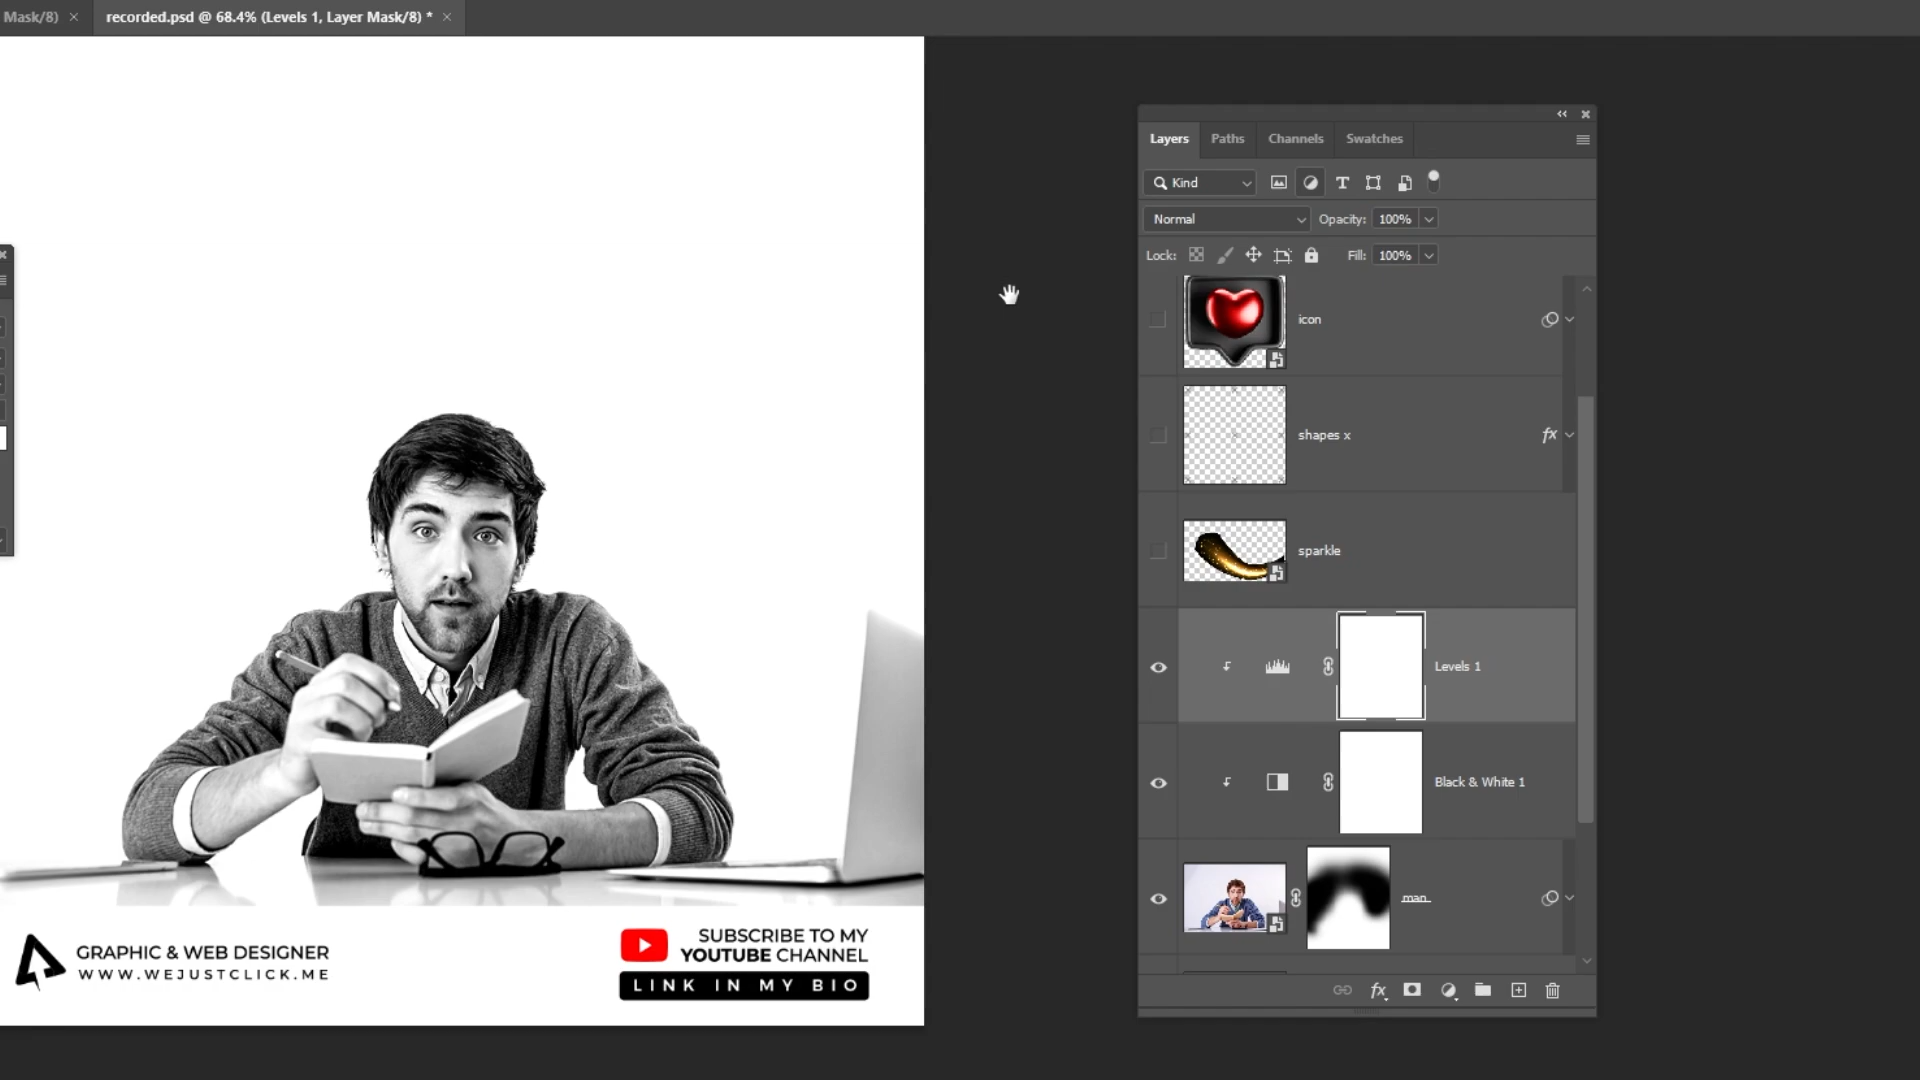 Mask/8) ×
recorded.psd @ 68.4% (Levels 1, Layer Mask/8) * ×
Layers
Paths
Channels
Swatches
Kind
T
Normal
Opacity: 100%
Lock:
Fill: 100%
icon
shapes x
fx
sparkle
Levels 1
Black & White 1
man
fx
GRAPHIC & WEB DESIGNER
WWW.WEJUSTCLICK.ME
SUBSCRIBE TO MY
YOUTUBE CHANNEL
LINK IN MY BIO